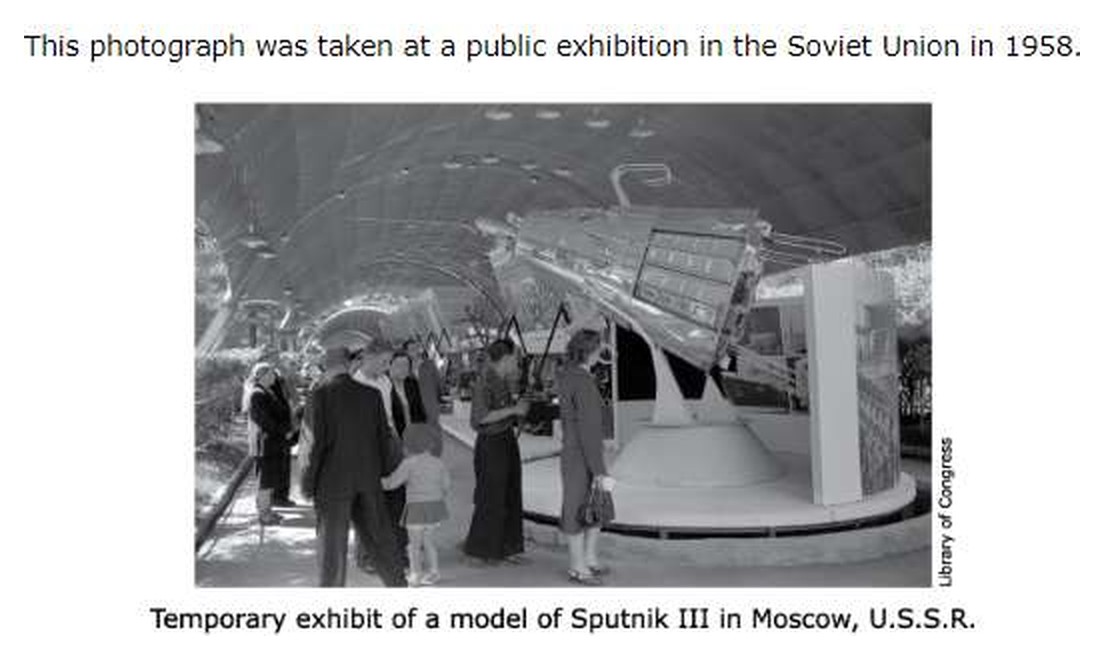 This photograph was taken at a public exhibition in the Soviet Union in 1958.
Library of Congress
Temporary exhibit of a model of Sputnik III in Moscow, U.S.S.R.